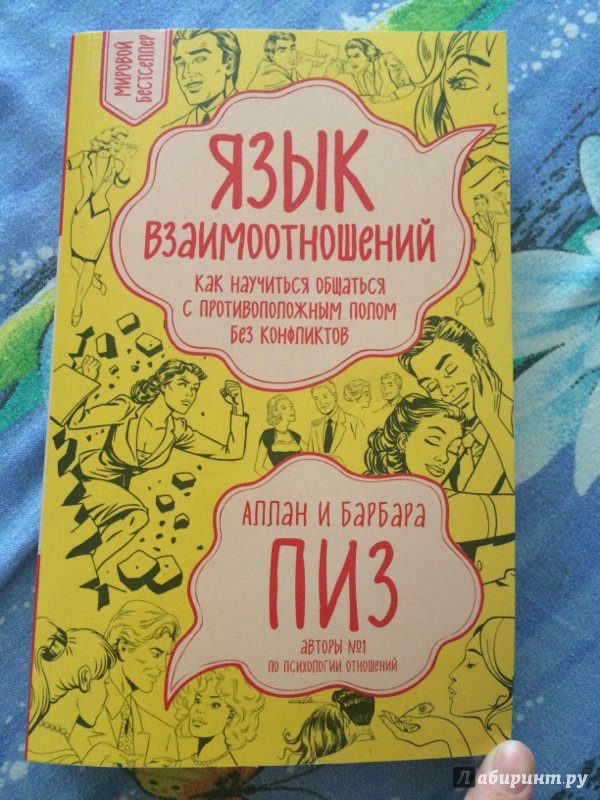 МИРОВОЙ
БЕСТСЕЛЛЕР
ЯЗЫК
ВЗАИМООТНОШЕНИЙ
КАК НАУЧИТЬСЯ ОБЩАТЬСЯ
С ПРОТИВОПОЛОЖНЫМ ПОЛОМ
БЕЗ КОНФЛИКТОВ
АЛЛАН И БАРБАРА
ПИЗ
АВТОРЫ №1
ПО ПСИХОЛОГИИ ОТНОШЕНИЙ
Лабиринт.ру